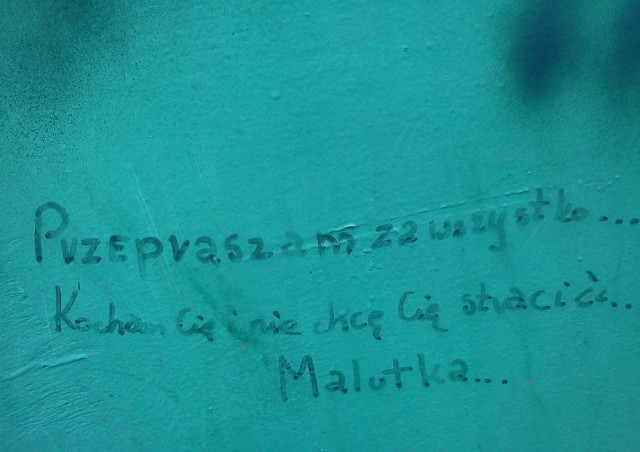 Przepraszam za wszystko...
Kocham Cię i nie chcę Cię stracić...
Malutka...